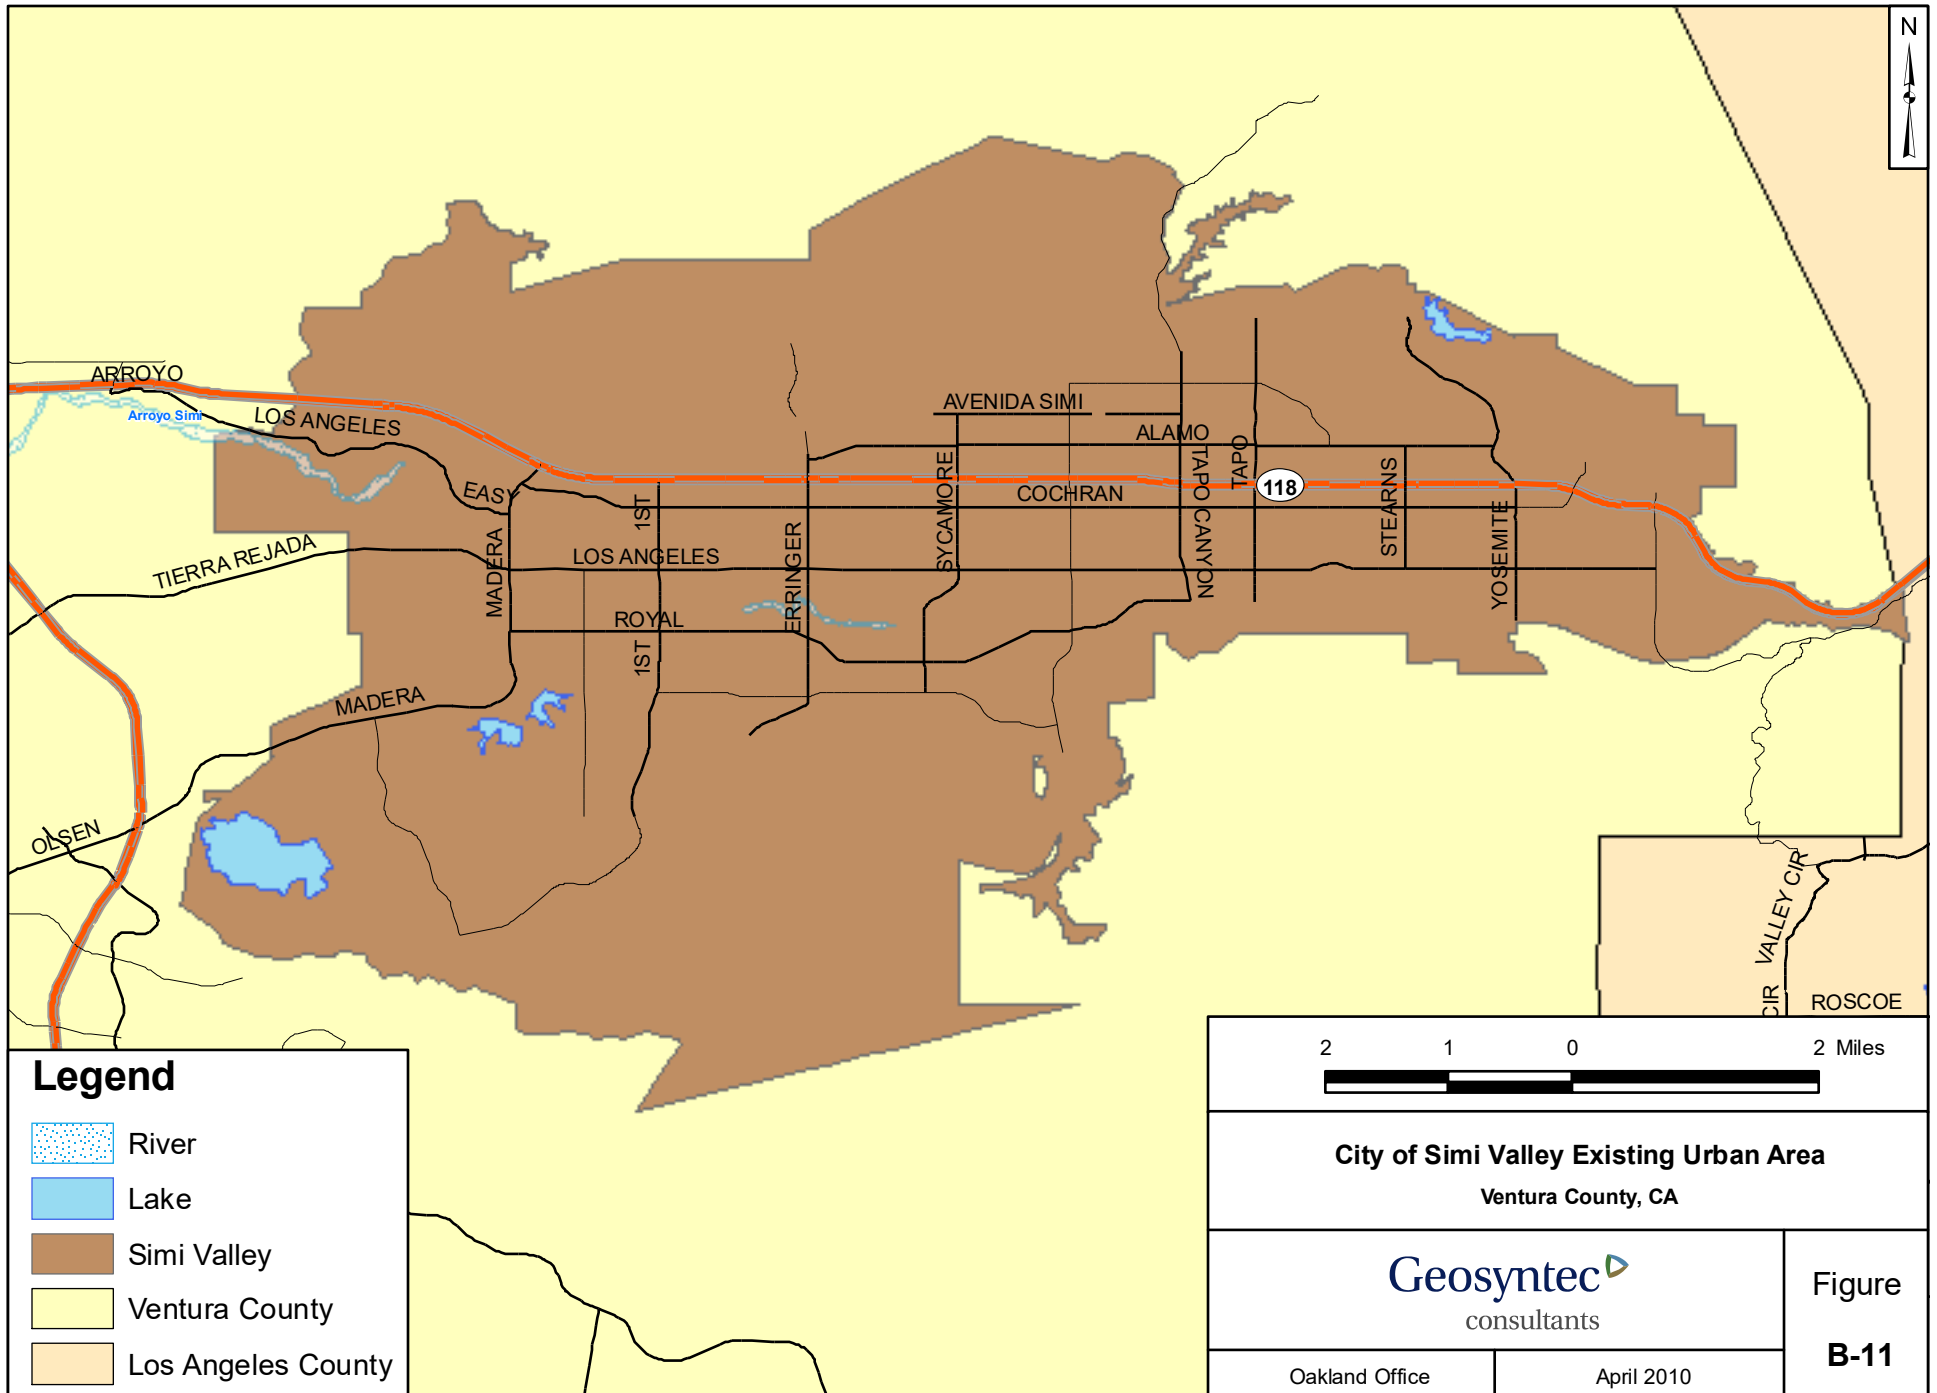 N
ARROYO
Arroyo Simi
LOS ANGELES
AVENIDA SIMI
ALAMO
TAPO
EASY
COCHRAN
118
1ST
SYCAMORE
TAPO CANYON
STEARNS
YOSEMITE
TIERRA REJADA
MADERA
LOS ANGELES
ERRINGER
ROYAL
1ST
MADERA
OLSEN
VALLEY CIR
CIR
ROSCOE
2 1 0 2 Miles
Legend
River
Lake
Simi Valley
Ventura County
Los Angeles County
City of Simi Valley Existing Urban Area
Ventura County, CA
Geosyntec
consultants
Figure
B-11
Oakland Office
April 2010